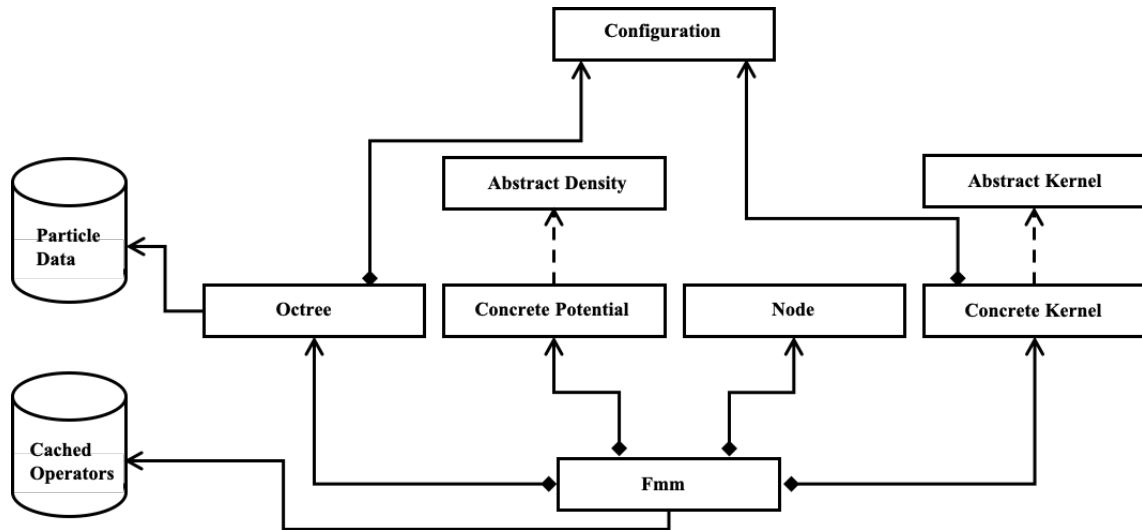 Configuration
Abstract Density
Abstract Kernel
Particle
Data
Octree
Concrete Potential
Node
Concrete Kernel
Cached
Operators
Fmm